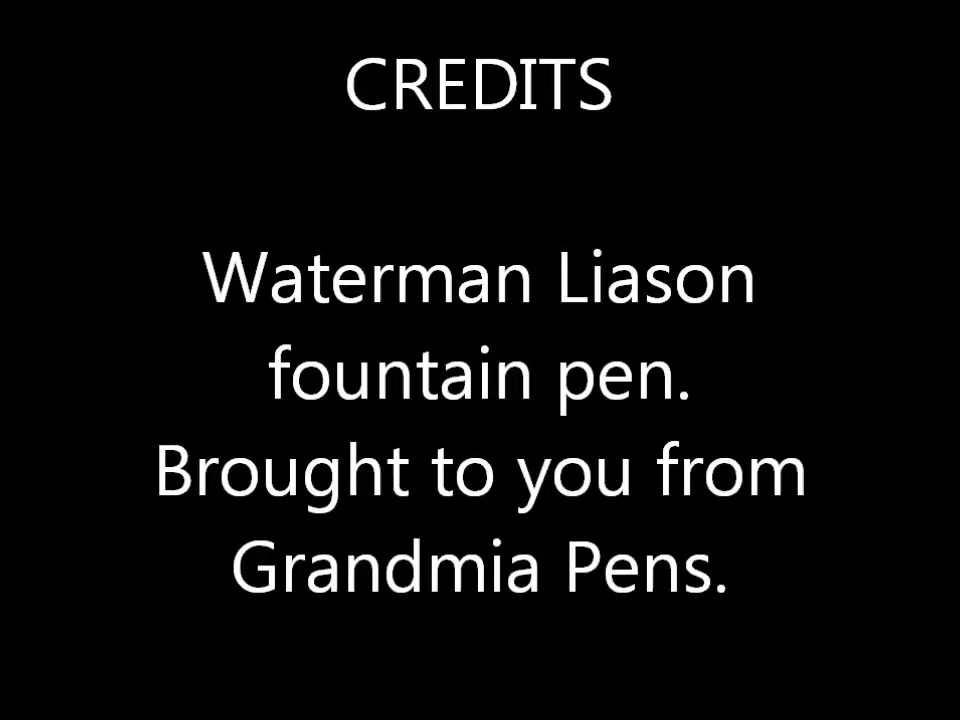 CREDITS
Waterman Liason
fountain pen.
Brought to you from
Grandmia Pens.